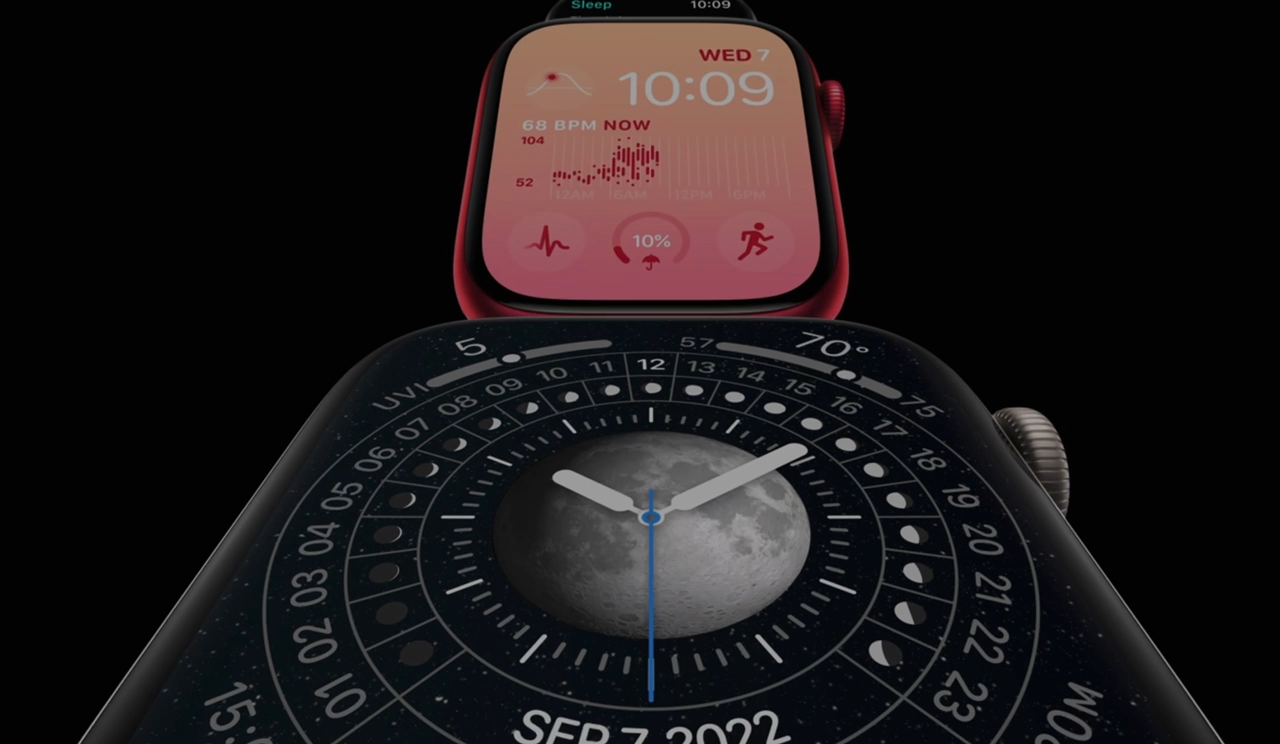 Sleep 10:09
WED 7
10:09
68 BPM NOW
104
52
12AM 6AM 12PM 6PM
10%
5
UVI
57 70° 75
01 02 03 04 05 06 07 08 09 10 11 12 13 14 15 16 17 18 19 20 21 22 23
SEP 7, 2022